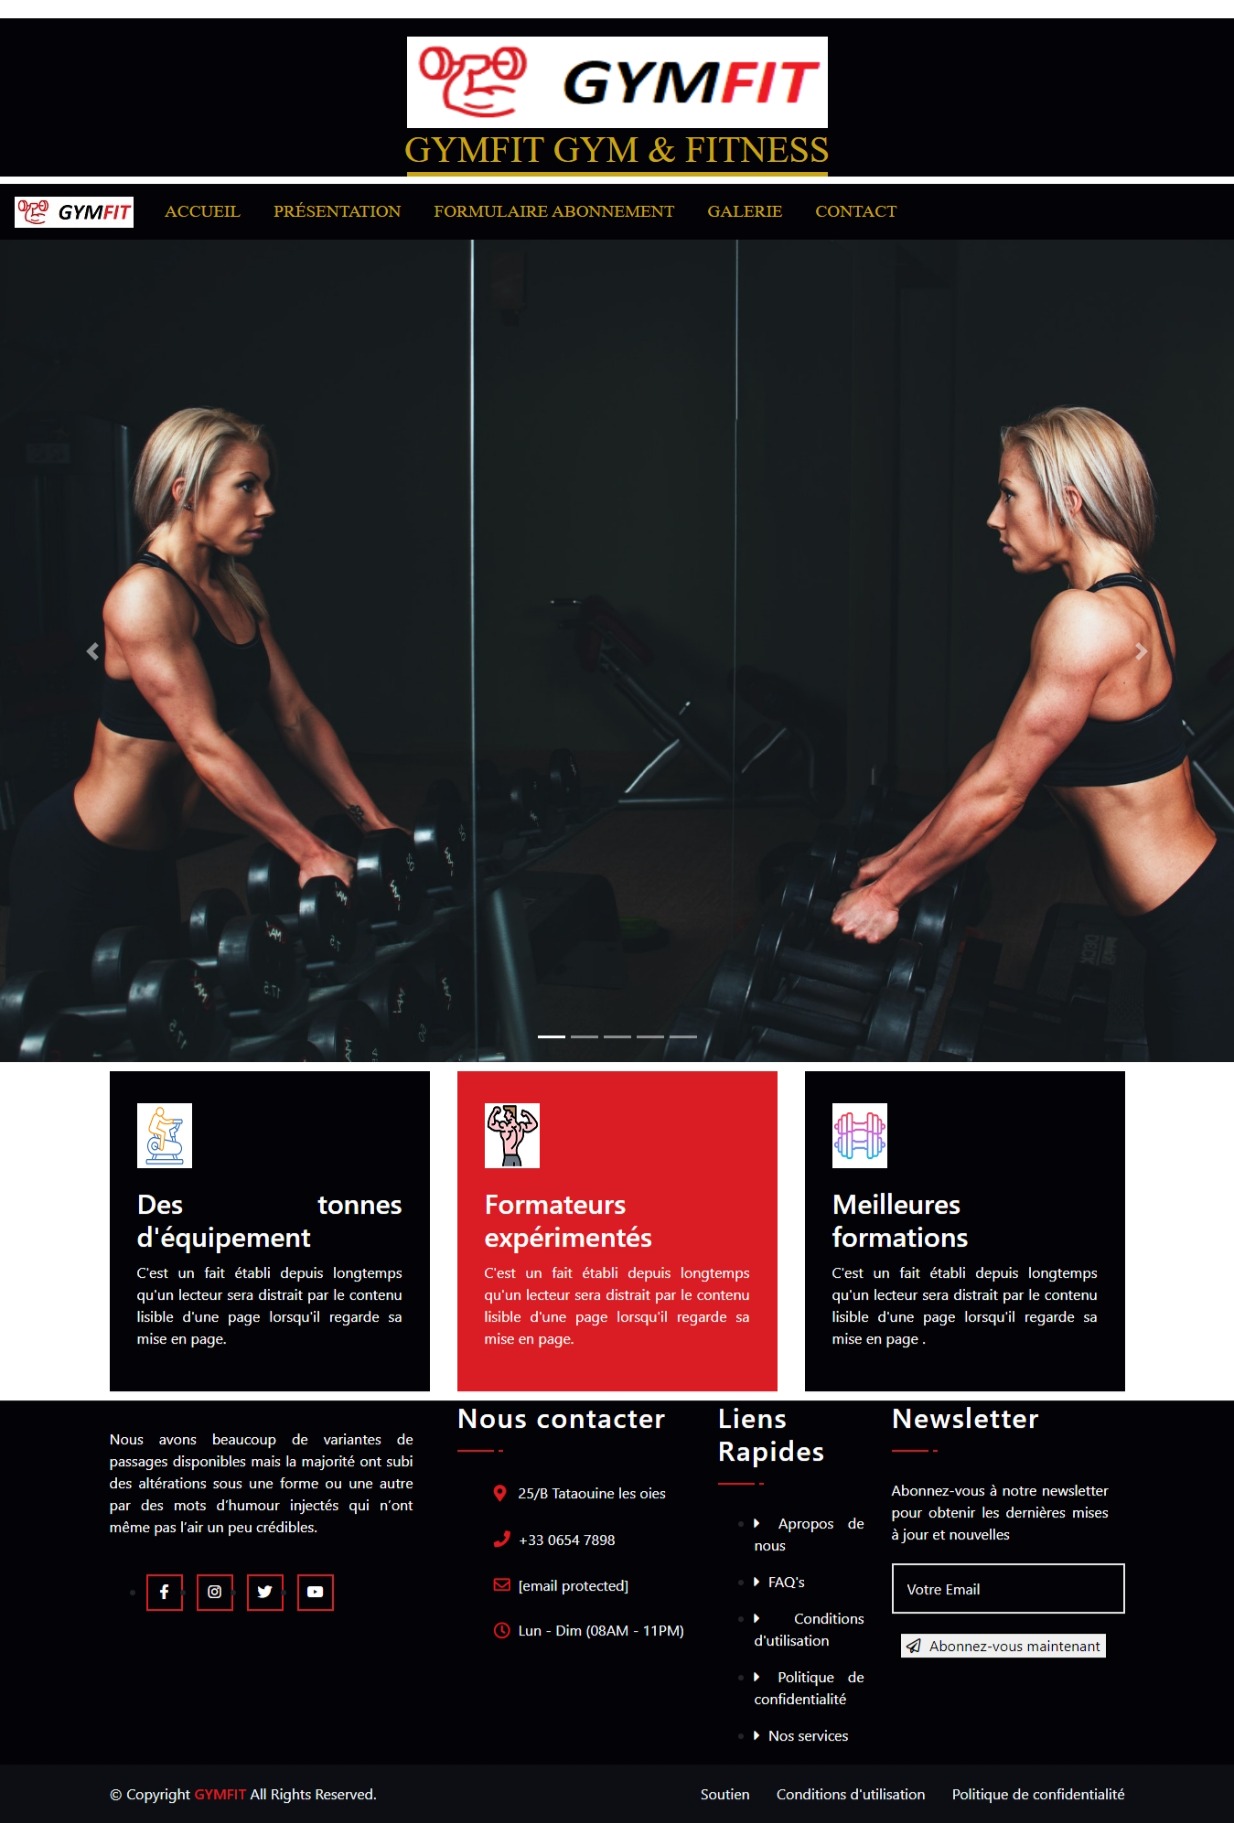 GYMFIT
GYMFIT GYM & FITNESS
GYMFIT
ACCUEIL
PRÉSENTATION
FORMULAIRE ABONNEMENT
GALERIE
CONTACT
Des tonnes
d'équipement
C'est un fait établi depuis longtemps
qu'un lecteur sera distrait par le contenu
lisible d'une page lorsqu'il regarde sa
mise en page.
Formateurs
expérimentés
C'est un fait établi depuis longtemps
qu'un lecteur sera distrait par le contenu
lisible d'une page lorsqu'il regarde sa
mise en page.
Meilleures
formations
C'est un fait établi depuis longtemps
qu'un lecteur sera distrait par le contenu
lisible d'une page lorsqu'il regarde sa
mise en page .
Nous avons beaucoup de variantes de
passages disponibles mais la majorité ont subi
des altérations sous une forme ou une autre
par des mots d’humour injectés qui n’ont
même pas l’air un peu crédibles.
Nous contacter
25/B Tataouine les oies
+33 0654 7898
[email protected]
Lun - Dim (08AM - 11PM)
Liens
Rapides
Apropos de
nous
FAQ's
Conditions
d'utilisation
Politique de
confidentialité
Nos services
Newsletter
Abonnez-vous à notre newsletter
pour obtenir les dernières mises
à jour et nouvelles
Votre Email
Abonnez-vous maintenant
© Copyright GYMFIT All Rights Reserved.
Soutien
Conditions d'utilisation
Politique de confidentialité